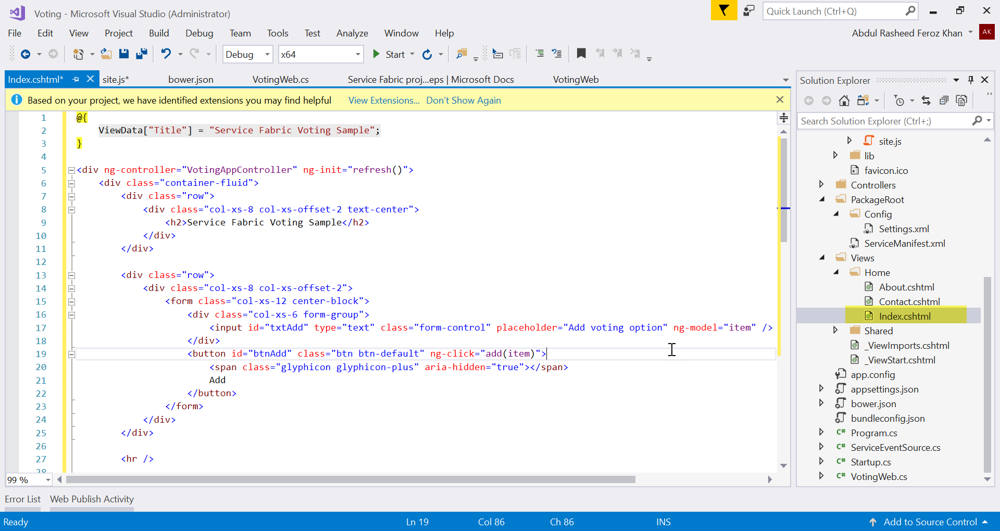 Voting - Microsoft Visual Studio (Administrator)
Quick Launch (Ctrl+Q)
File Edit View Project Build Debug Team Tools Test Analyze Window Help
Abdul Rasheed Feroz Khan AK
Debug x64 Start
Index.cshtml* site.js* bower.json VotingWeb.cs Service Fabric proj...eps | Microsoft Docs VotingWeb
Based on your project, we have identified extensions you may find helpful View Extensions... Don't Show Again
1 @{
2 ViewData["Title"] = "Service Fabric Voting Sample";
3 }
4
5 <div ng-controller="VotingAppController" ng-init="refresh()">
6 <div class="container-fluid">
7 <div class="row">
8 <div class="col-xs-8 col-xs-offset-2 text-center">
9 <h2>Service Fabric Voting Sample</h2>
10 </div>
11 </div>
12
13 <div class="row">
14 <div class="col-xs-8 col-xs-offset-2">
15 <form class="col-xs-12 center-block">
16 <div class="col-xs-6 form-group">
17 <input id="txtAdd" type="text" class="form-control" placeholder="Add voting option" ng-model="item" />
18 </div>
19 <button id="btnAdd" class="btn btn-default" ng-click="add(item)">
20 <span class="glyphicon glyphicon-plus" aria-hidden="true"></span>
21 Add
22 </button>
23 </form>
24 </div>
25 </div>
26
27 <hr />
28
99 %
Solution Explorer
Search Solution Explorer (Ctrl+;)
site.js
lib
favicon.ico
Controllers
PackageRoot
Config
Settings.xml
ServiceManifest.xml
Views
Home
About.cshtml
Contact.cshtml
Index.cshtml
Shared
_ViewImports.cshtml
_ViewStart.cshtml
app.config
appsettings.json
bower.json
bundleconfig.json
C# Program.cs
C# ServiceEventSource.cs
C# Startup.cs
C# VotingWeb.cs
Error List Web Publish Activity
Ready Ln 19 Col 86 Ch 86 INS Add to Source Control